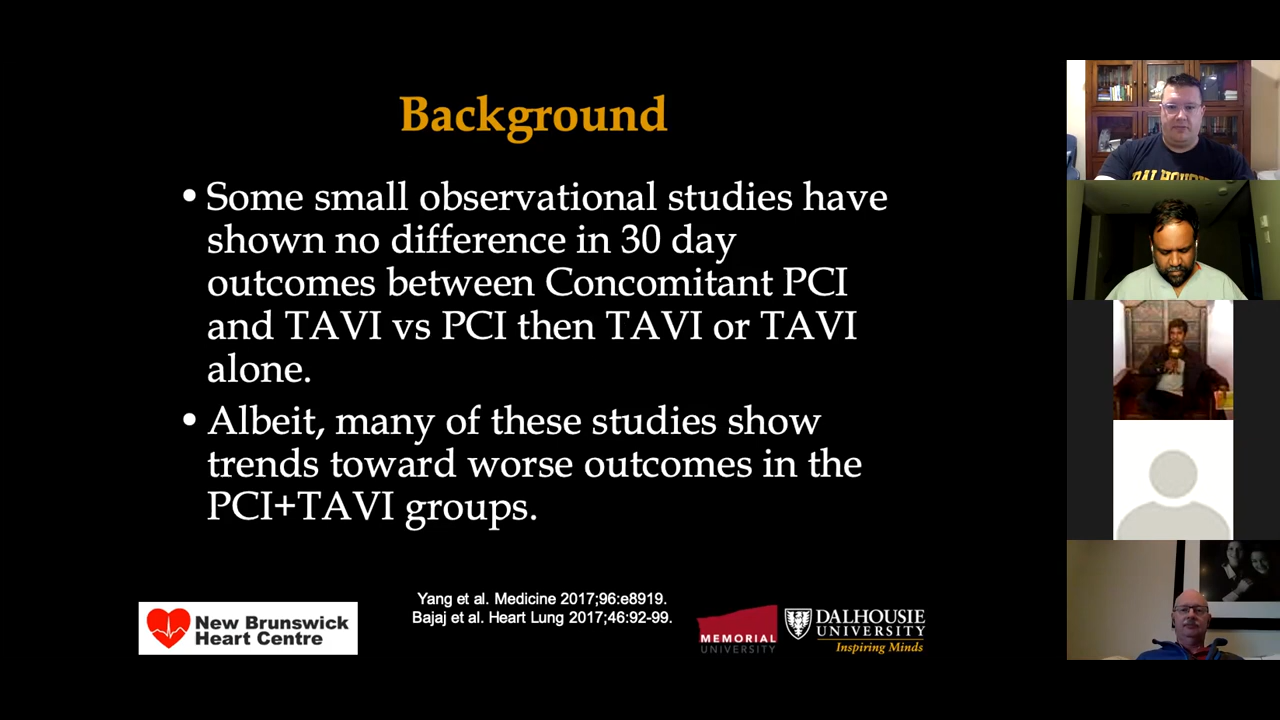 Background
• Some small observational studies have
shown no difference in 30 day
outcomes between Concomitant PCI
and TAVI vs PCI then TAVI or TAVI
alone.
• Albeit, many of these studies show
trends toward worse outcomes in the
PCI+TAVI groups.
Yang et al. Medicine 2017;96:e8919.
Bajaj et al. Heart Lung 2017;46:92-99.
New Brunswick
Heart Centre
MEMORIAL
UNIVERSITY
DALHOUSIE
UNIVERSITY
Inspiring Minds